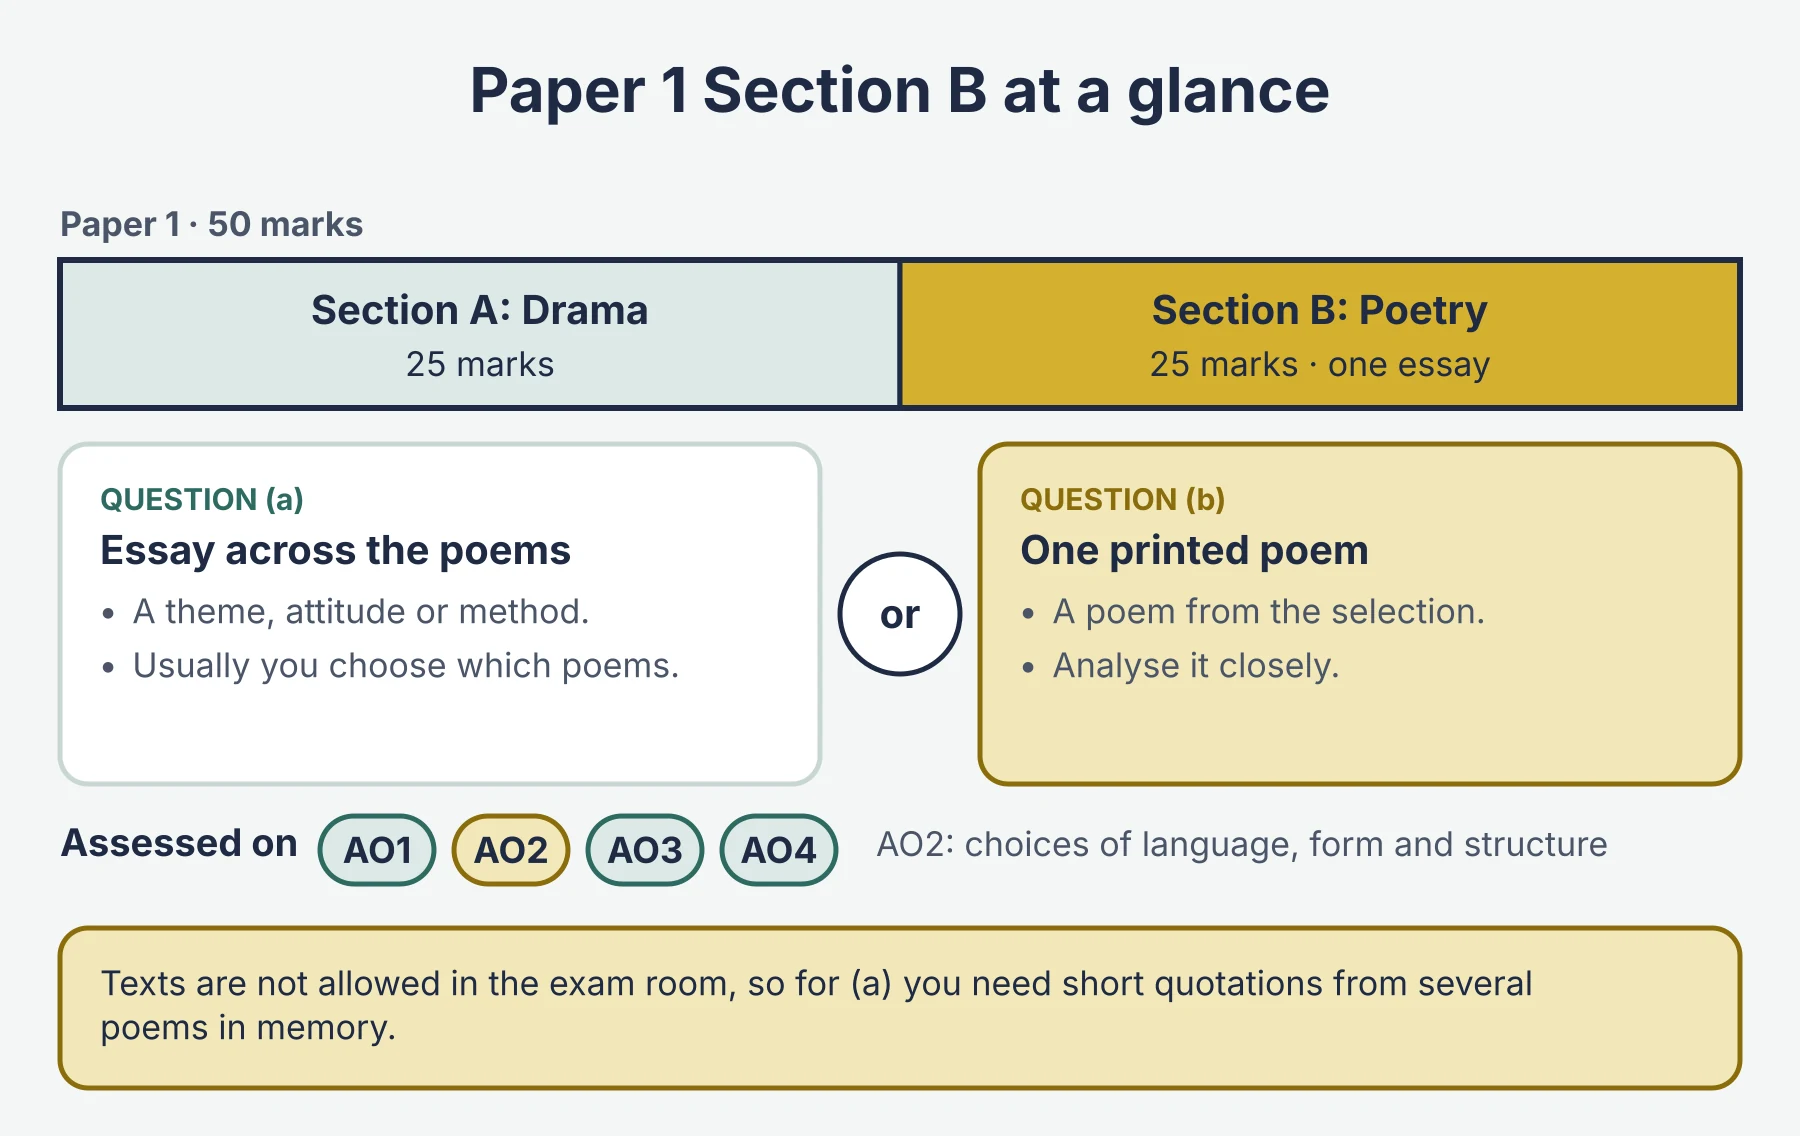 Paper 1 Section B at a glance
Paper 1 · 50 marks
Section A: Drama
25 marks
Section B: Poetry
25 marks · one essay
QUESTION (a)
Essay across the poems
• A theme, attitude or method.
• Usually you choose which poems.
or
QUESTION (b)
One printed poem
• A poem from the selection.
• Analyse it closely.
Assessed on AO1 AO2 AO3 AO4 AO2: choices of language, form and structure
Texts are not allowed in the exam room, so for (a) you need short quotations from several
poems in memory.